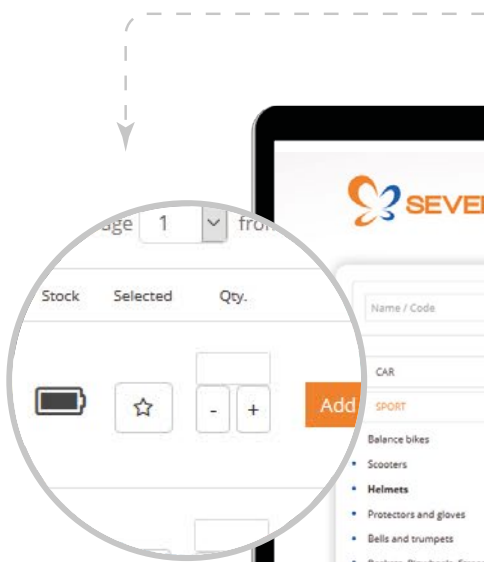 SEVE
age 1 fro
Stock Selected Qty.
Name / Code
CAR
- + Add
SPORT
Balance bikes
Scooters
Helmets
Protectors and gloves
Bells and trumpets